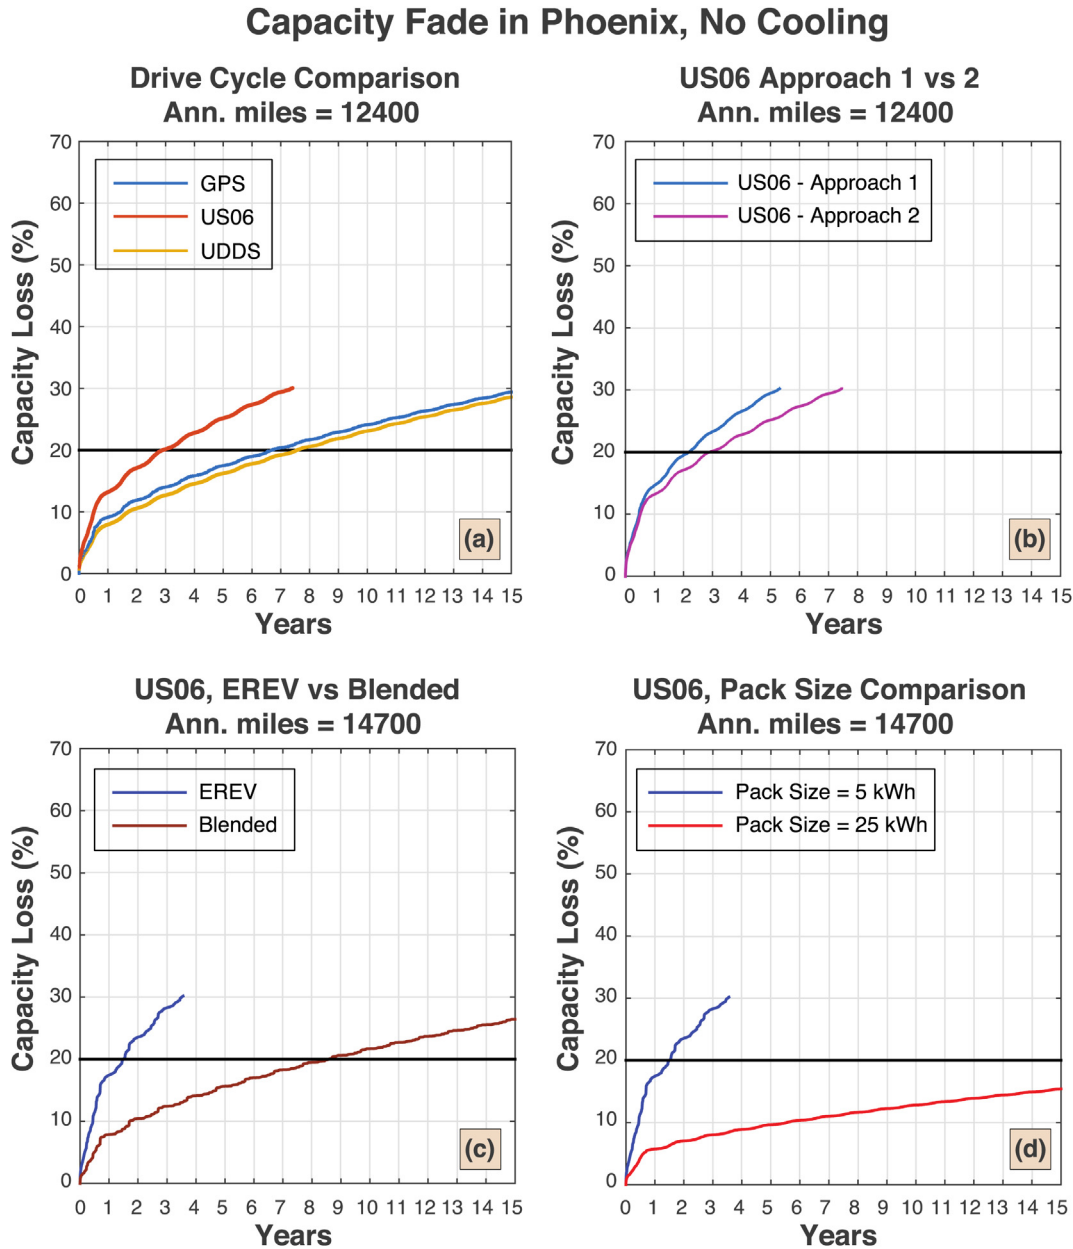 Capacity Fade in Phoenix, No Cooling
Drive Cycle Comparison
Ann. miles = 12400
Capacity Loss (%)
70
60
50
40
30
20
10
0
GPS
US06
UDDS
(a)
0 1 2 3 4 5 6 7 8 9 10 11 12 13 14 15
Years
US06 Approach 1 vs 2
Ann. miles = 12400
Capacity Loss (%)
70
60
50
40
30
20
10
0
US06 - Approach 1
US06 - Approach 2
(b)
0 1 2 3 4 5 6 7 8 9 10 11 12 13 14 15
Years
US06, EREV vs Blended
Ann. miles = 14700
Capacity Loss (%)
70
60
50
40
30
20
10
0
EREV
Blended
(c)
0 1 2 3 4 5 6 7 8 9 10 11 12 13 14 15
Years
US06, Pack Size Comparison
Ann. miles = 14700
Capacity Loss (%)
70
60
50
40
30
20
10
0
Pack Size = 5 kWh
Pack Size = 25 kWh
(d)
0 1 2 3 4 5 6 7 8 9 10 11 12 13 14 15
Years